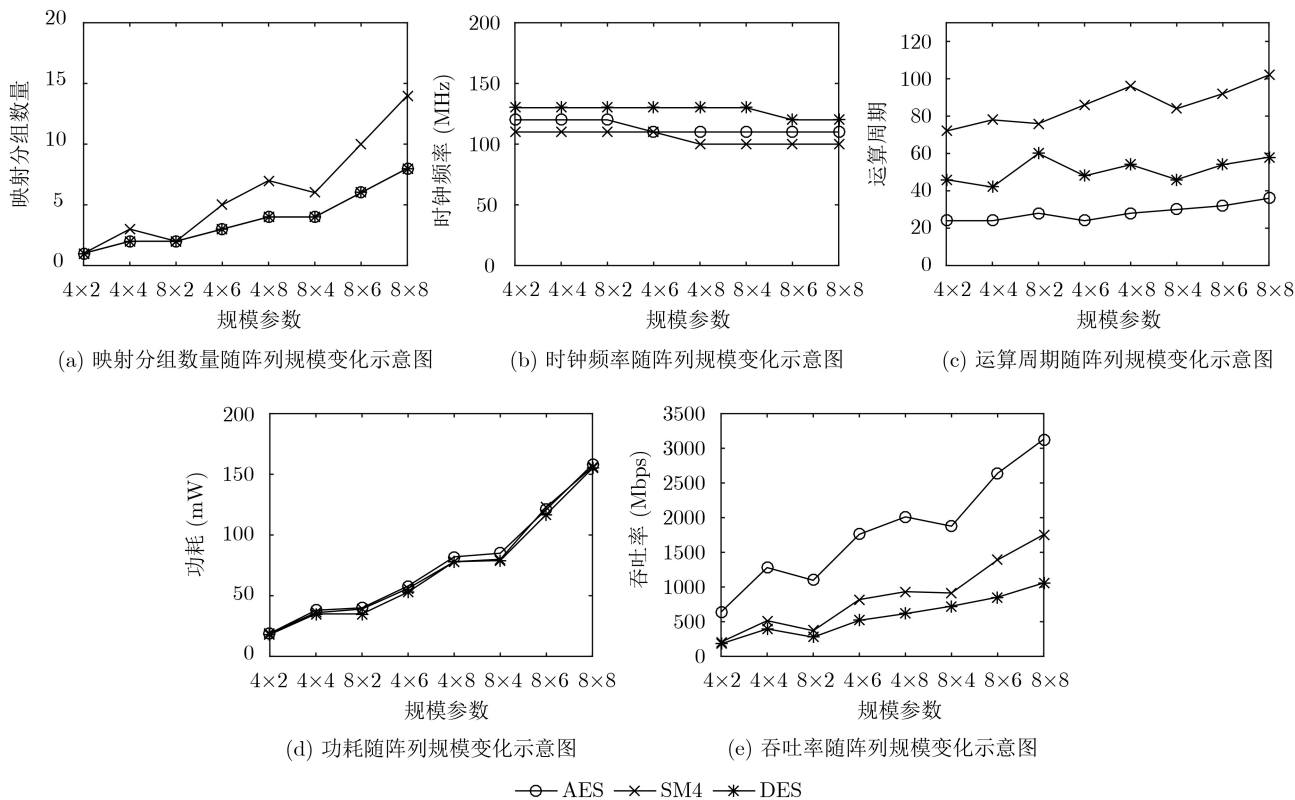 20
15
10
5
0
映射分组数量
4×2 4×4 8×2 4×6 4×8 8×4 8×6 8×8
规模参数
(a) 映射分组数量随阵列规模变化示意图
200
150
100
50
0
时钟频率 (MHz)
4×2 4×4 8×2 4×6 4×8 8×4 8×6 8×8
规模参数
(b) 时钟频率随阵列规模变化示意图
120
100
80
60
40
20
0
运算周期
4×2 4×4 8×2 4×6 4×8 8×4 8×6 8×8
规模参数
(c) 运算周期随阵列规模变化示意图
200
150
100
50
0
功耗 (mW)
4×2 4×4 8×2 4×6 4×8 8×4 8×6 8×8
规模参数
(d) 功耗随阵列规模变化示意图
3500
3000
2500
2000
1500
1000
500
0
吞吐率 (Mbps)
4×2 4×4 8×2 4×6 4×8 8×4 8×6 8×8
规模参数
(e) 吞吐率随阵列规模变化示意图
AES SM4 DES